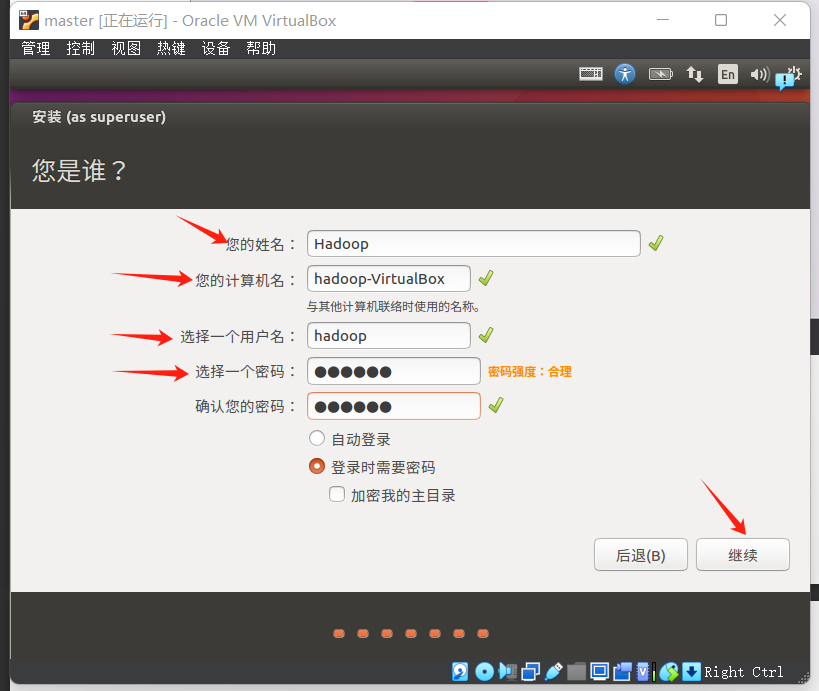 master [正在运行] - Oracle VM VirtualBox
管理 控制 视图 热键 设备 帮助
En
安装 (as superuser)
您是谁？
您的姓名： Hadoop
您的计算机名： hadoop-VirtualBox
与其他计算机联络时使用的名称。
选择一个用户名： hadoop
选择一个密码： ●●●●●● 密码强度：合理
确认您的密码： ●●●●●●
自动登录
登录时需要密码
加密我的主目录
后退(B) 继续
Right Ctrl